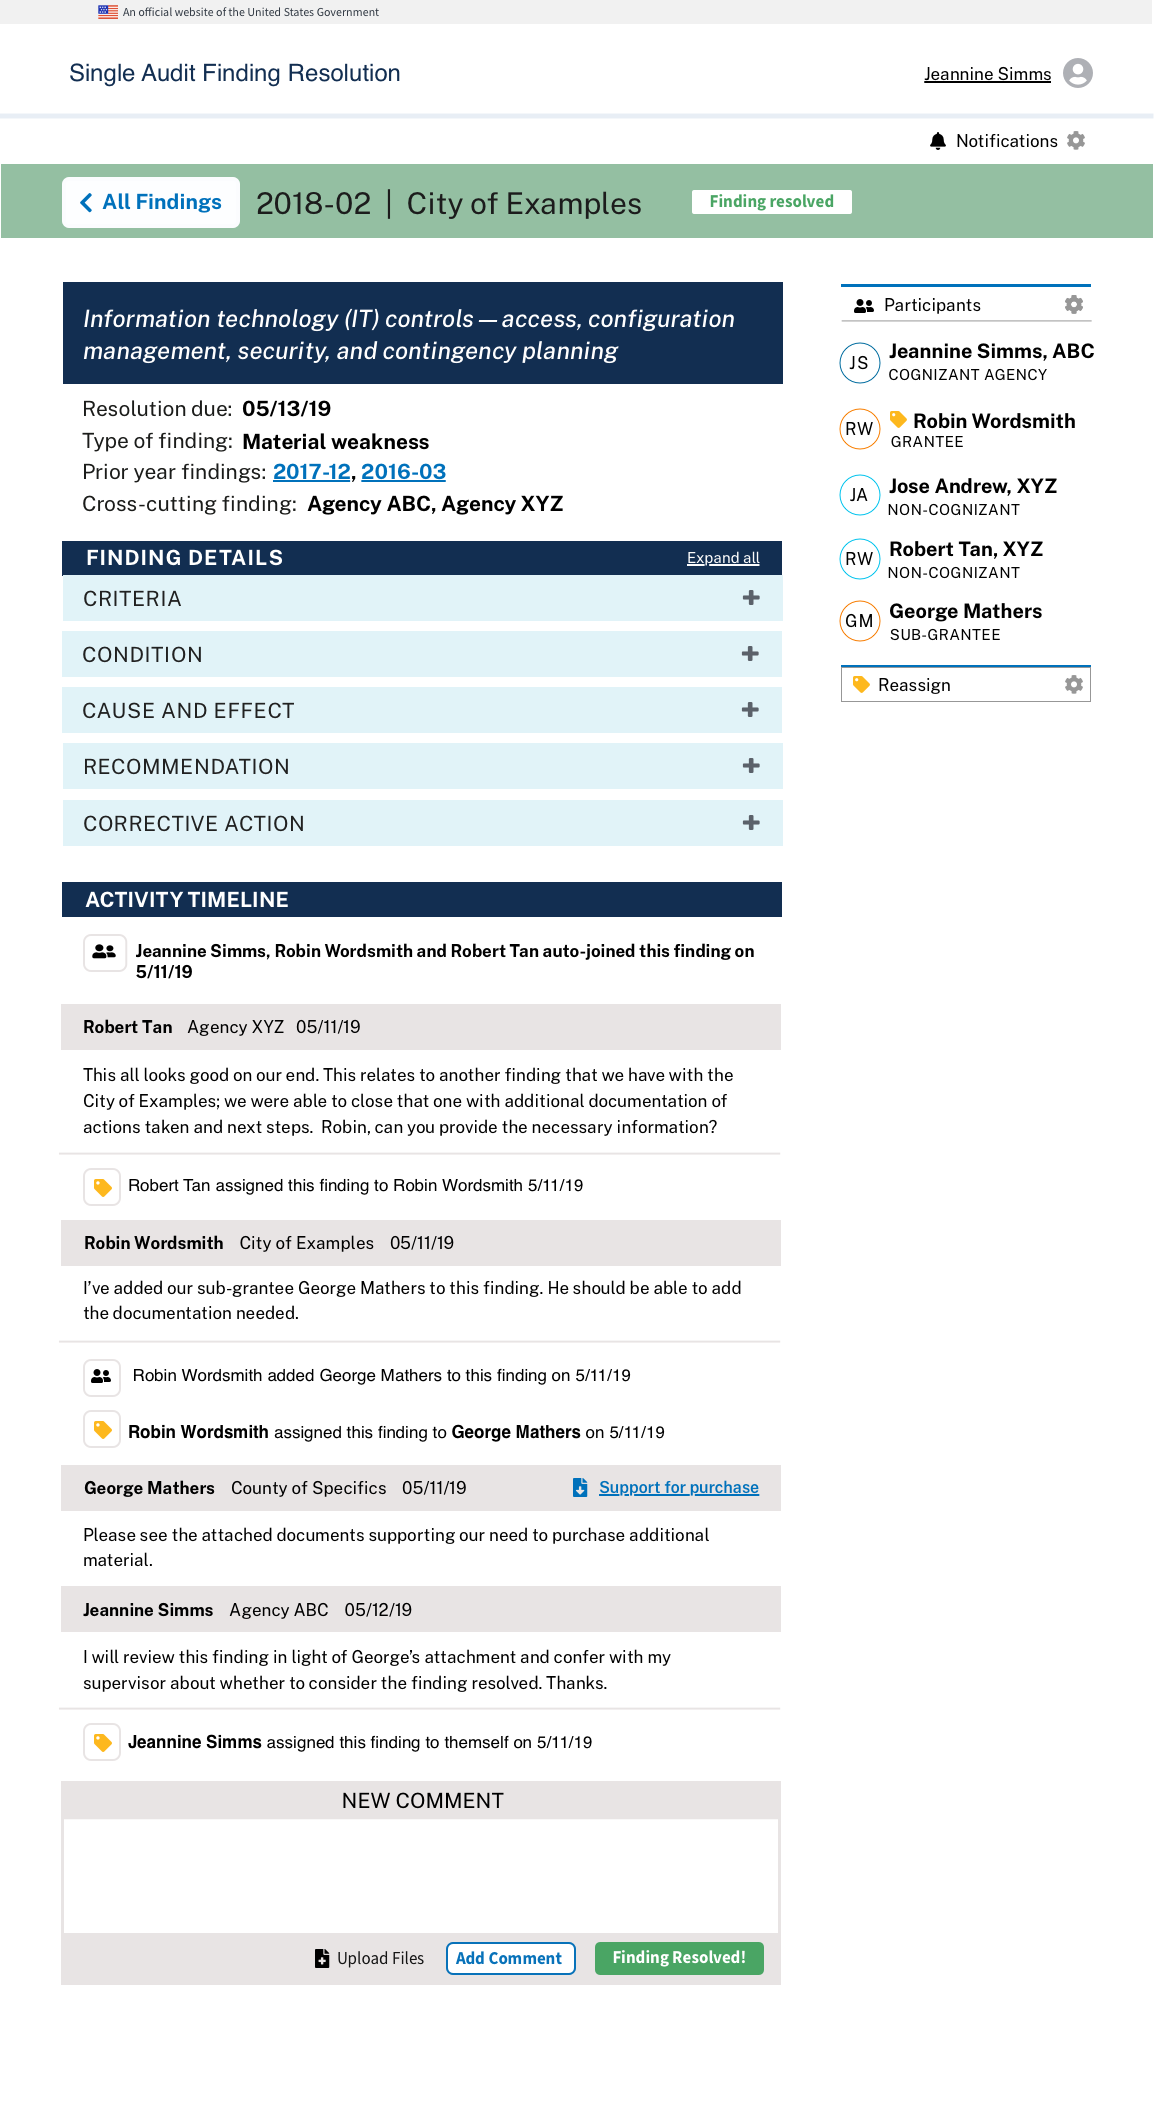 An official website of the United States Government
Single Audit Finding Resolution
Jeannine Simms
Notifications
All Findings
2018-02 | City of Examples
Finding resolved
Information technology (IT) controls — access, configuration
management, security, and contingency planning
Resolution due: 05/13/19
Type of finding: Material weakness
Prior year findings: 2017-12, 2016-03
Cross-cutting finding: Agency ABC, Agency XYZ
FINDING DETAILS
Expand all
CRITERIA
CONDITION
CAUSE AND EFFECT
RECOMMENDATION
CORRECTIVE ACTION
Participants
JS
Jeannine Simms, ABC
COGNIZANT AGENCY
RW
Robin Wordsmith
GRANTEE
JA
Jose Andrew, XYZ
NON-COGNIZANT
RW
Robert Tan, XYZ
NON-COGNIZANT
GM
George Mathers
SUB-GRANTEE
Reassign
ACTIVITY TIMELINE
Jeannine Simms, Robin Wordsmith and Robert Tan auto-joined this finding on
5/11/19
Robert Tan Agency XYZ 05/11/19
This all looks good on our end. This relates to another finding that we have with the
City of Examples; we were able to close that one with additional documentation of
actions taken and next steps. Robin, can you provide the necessary information?
Robert Tan assigned this finding to Robin Wordsmith 5/11/19
Robin Wordsmith City of Examples 05/11/19
I’ve added our sub-grantee George Mathers to this finding. He should be able to add
the documentation needed.
Robin Wordsmith added George Mathers to this finding on 5/11/19
Robin Wordsmith assigned this finding to George Mathers on 5/11/19
George Mathers County of Specifics 05/11/19
Support for purchase
Please see the attached documents supporting our need to purchase additional
material.
Jeannine Simms Agency ABC 05/12/19
I will review this finding in light of George’s attachment and confer with my
supervisor about whether to consider the finding resolved. Thanks.
Jeannine Simms assigned this finding to themself on 5/11/19
NEW COMMENT
Upload Files
Add Comment
Finding Resolved!